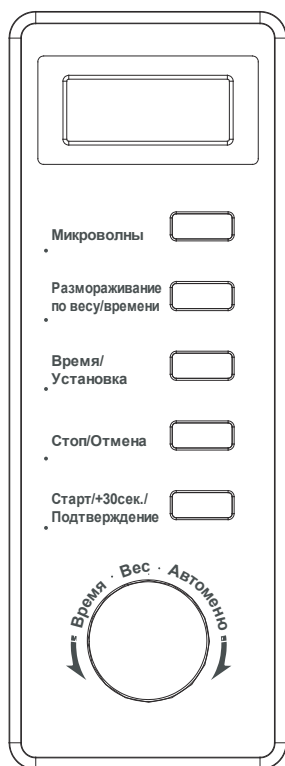 Микроволны
Размораживание
по весу/времени
Время/
Установка
Стоп/Отмена
Старт/+30сек./
Подтверждение
Время · Вес · Автоменю